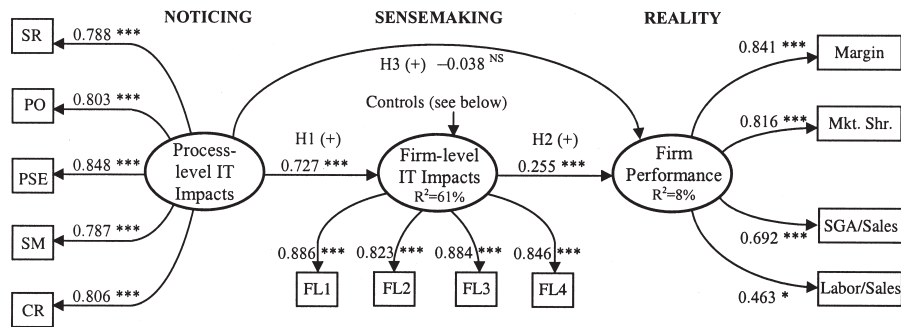 NOTICING
SENSEMAKING
REALITY
SR
0.788 ***
PO
0.803 ***
PSE
0.848 ***
SM
0.787 ***
CR
0.806 ***
Process-
level IT
Impacts
H3 (+) −0.038 NS
Controls (see below)
H1 (+)
0.727 ***
Firm-level
IT Impacts
R²=61%
H2 (+)
0.255 ***
0.886 ***
0.823 ***
0.884 ***
0.846 ***
FL1
FL2
FL3
FL4
Firm
Performance
R²=8%
0.841 ***
Margin
0.816 ***
Mkt. Shr.
0.692 ***
SGA/Sales
0.463 *
Labor/Sales